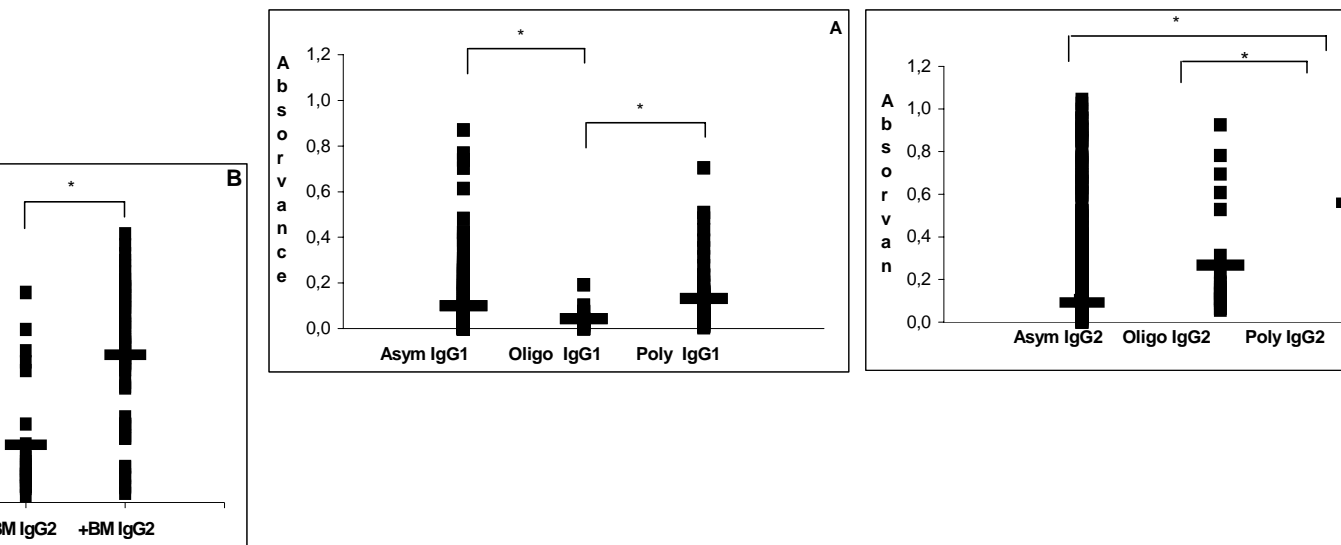 B
*
BM IgG2 +BM IgG2
A
Absorvance
*
*
1,2
1,0
0,8
0,6
0,4
0,2
0,0
Asym IgG1 Oligo IgG1 Poly IgG1
Absorvan
*
*
1,2
1,0
0,8
0,6
0,4
0,2
0,0
Asym IgG2 Oligo IgG2 Poly IgG2